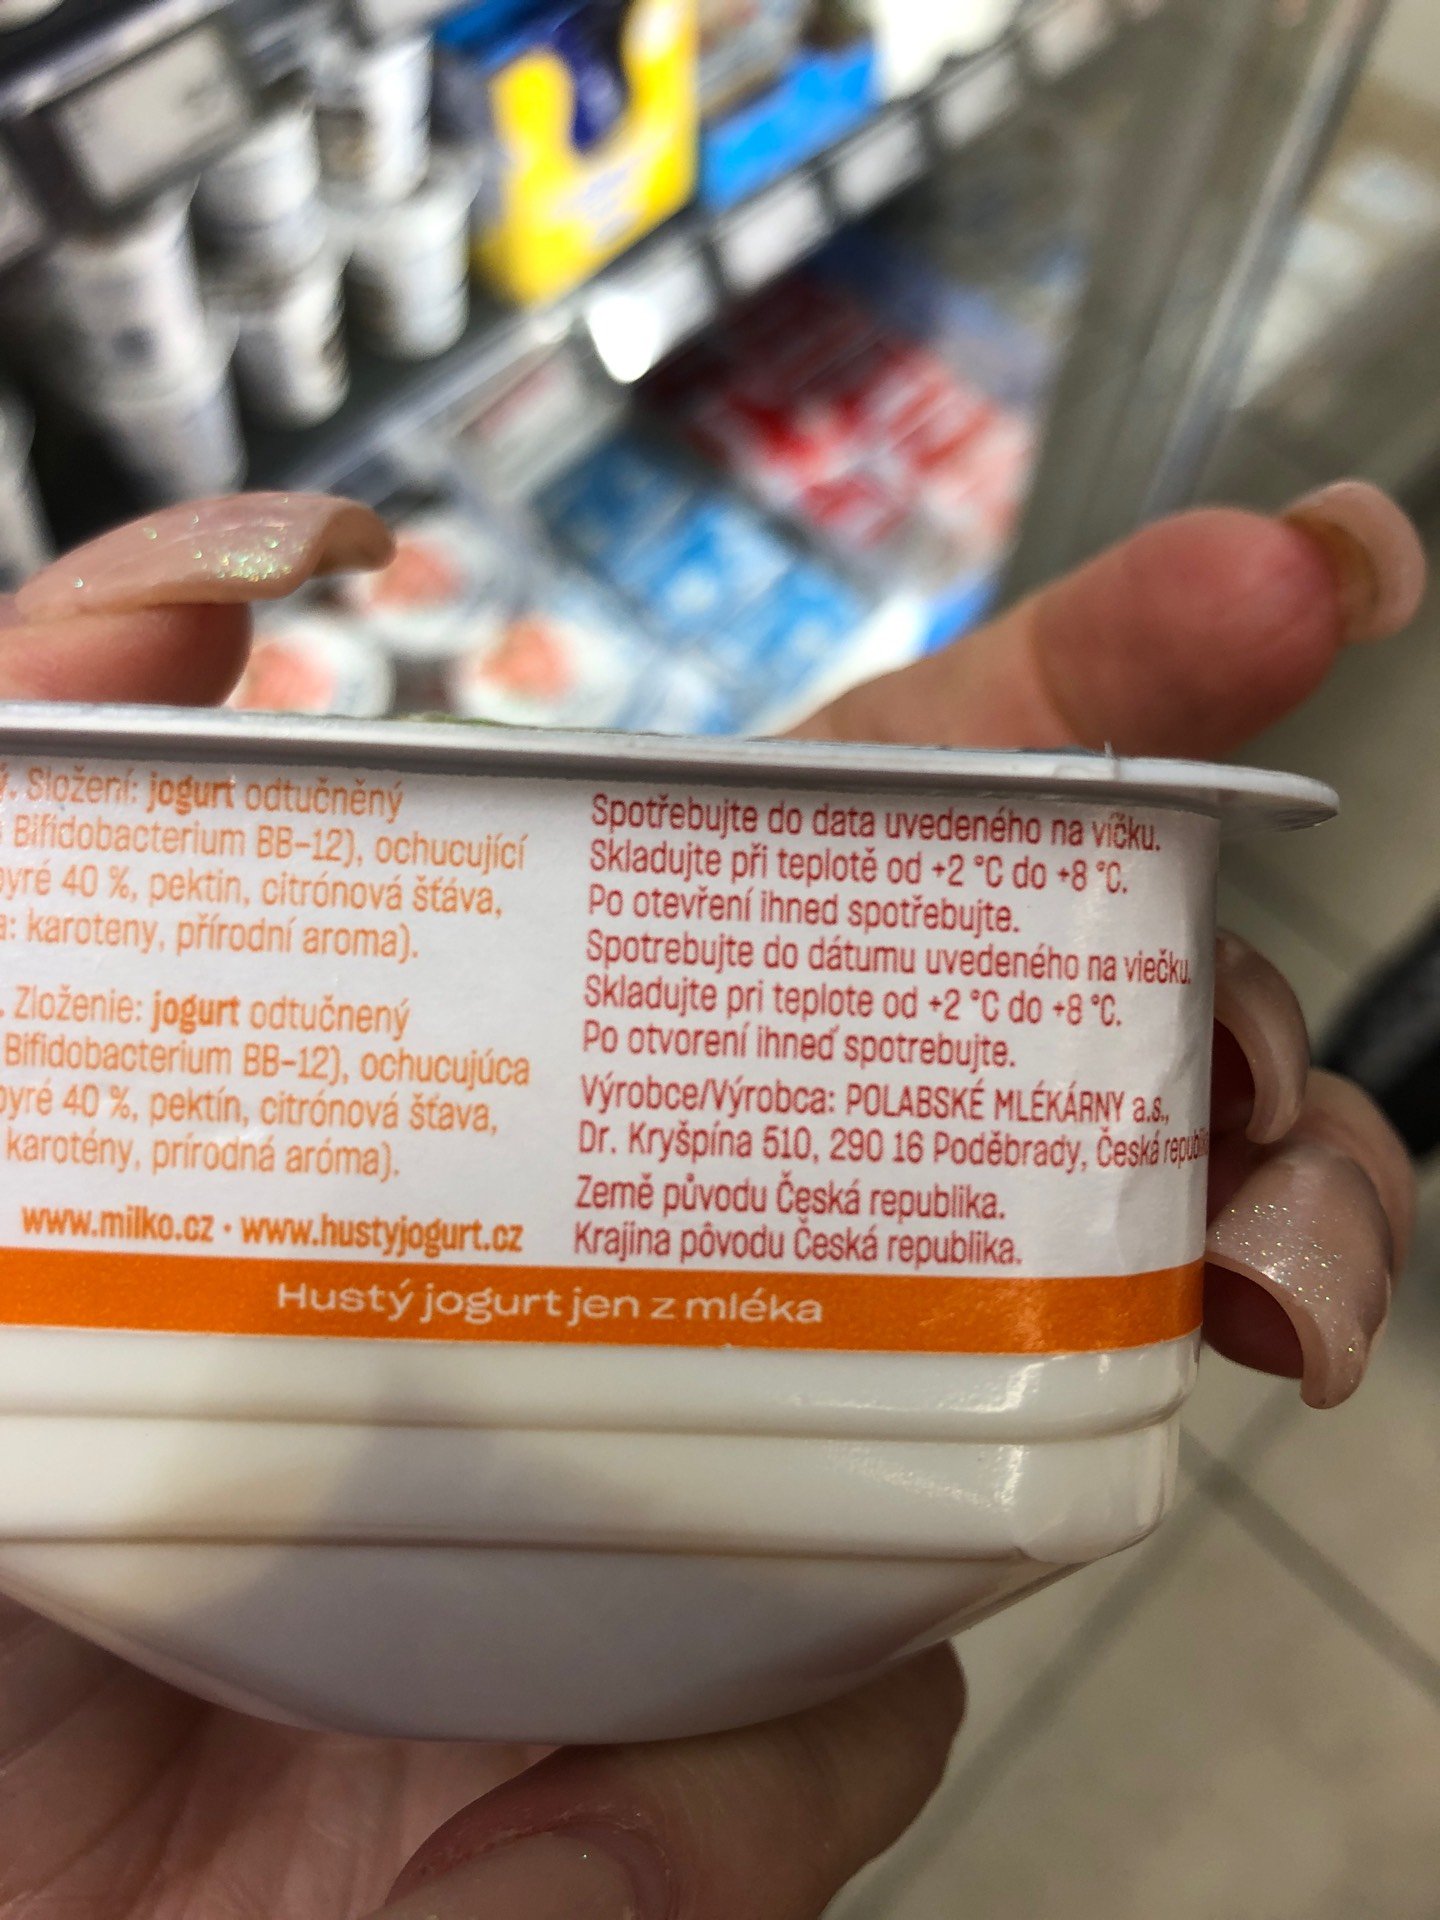 Složení: jogurt odtučněný
Bifidobacterium BB-12), ochucující
pyré 40 %, pektin, citrónová šťáva,
karoteny, přírodní aroma).
Zloženie: jogurt odtučnený
Bifidobacterium BB-12), ochucujúca
pyré 40 %, pektín, citrónová šťava,
karotény, prírodná aróma).
www.milko.cz · www.hustyjogurt.cz
Spotřebujte do data uvedeného na víčku.
Skladujte při teplotě od +2 °C do +8 °C.
Po otevření ihned spotřebujte.
Spotrebujte do dátumu uvedeného na viečku.
Skladujte pri teplote od +2 °C do +8 °C.
Po otvorení ihneď spotrebujte.
Výrobce/Výrobca: POLABSKÉ MLÉKÁRNY a.s.,
Dr. Kryšpína 510, 290 16 Poděbrady, Česká republika
Země původu Česká republika.
Krajina pôvodu Česká republika.
Hustý jogurt jen z mléka